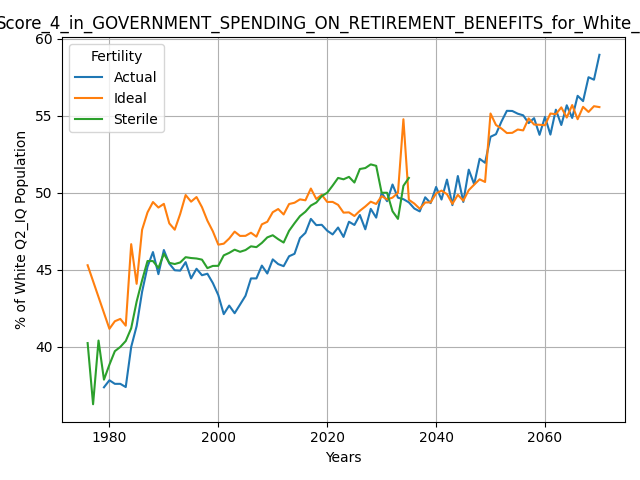 Score_4_in_GOVERNMENT_SPENDING_ON_RETIREMENT_BENEFITS_for_White_
60
Fertility
Actual
Ideal
Sterile
55
50
45
40
% of White Q2_IQ Population
1980
2000
2020
2040
2060
Years